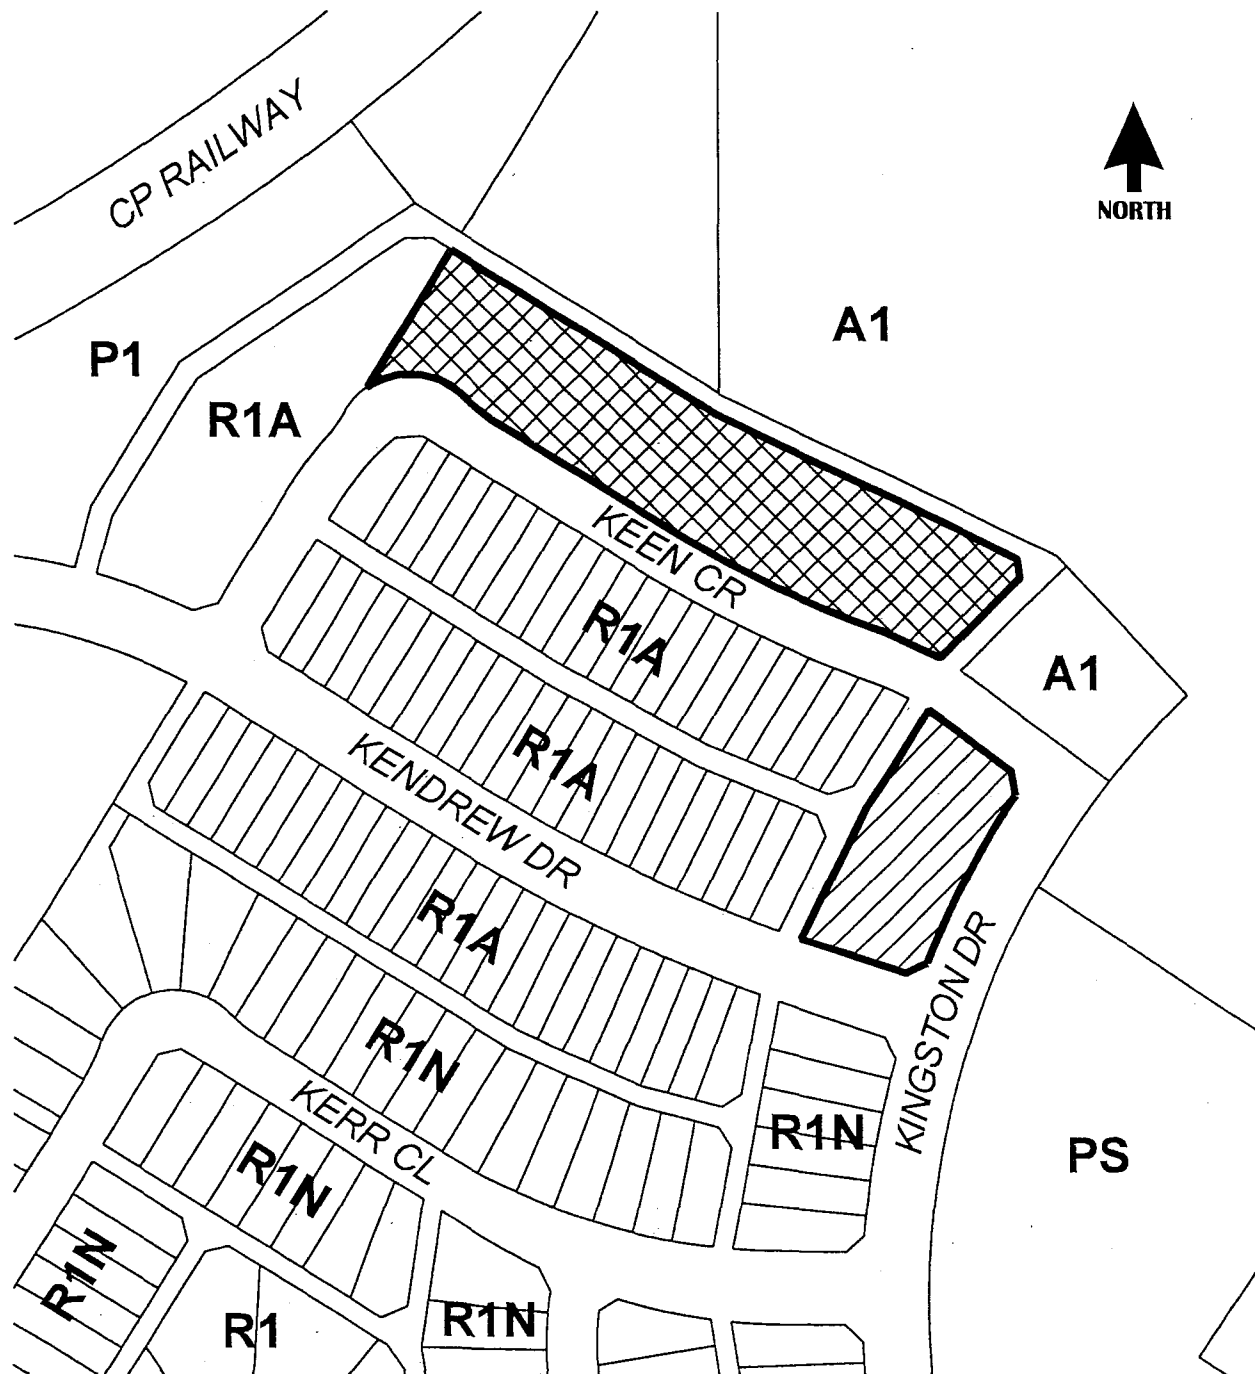 CP RAILWAY
NORTH
A1
P1
R1A
KEEN CR
R1A
A1
R1A
KENDREW DR
R1A
KINGSTON DR
R1N
R1N
PS
KERR CL
R1N
R1N
R1N
R1